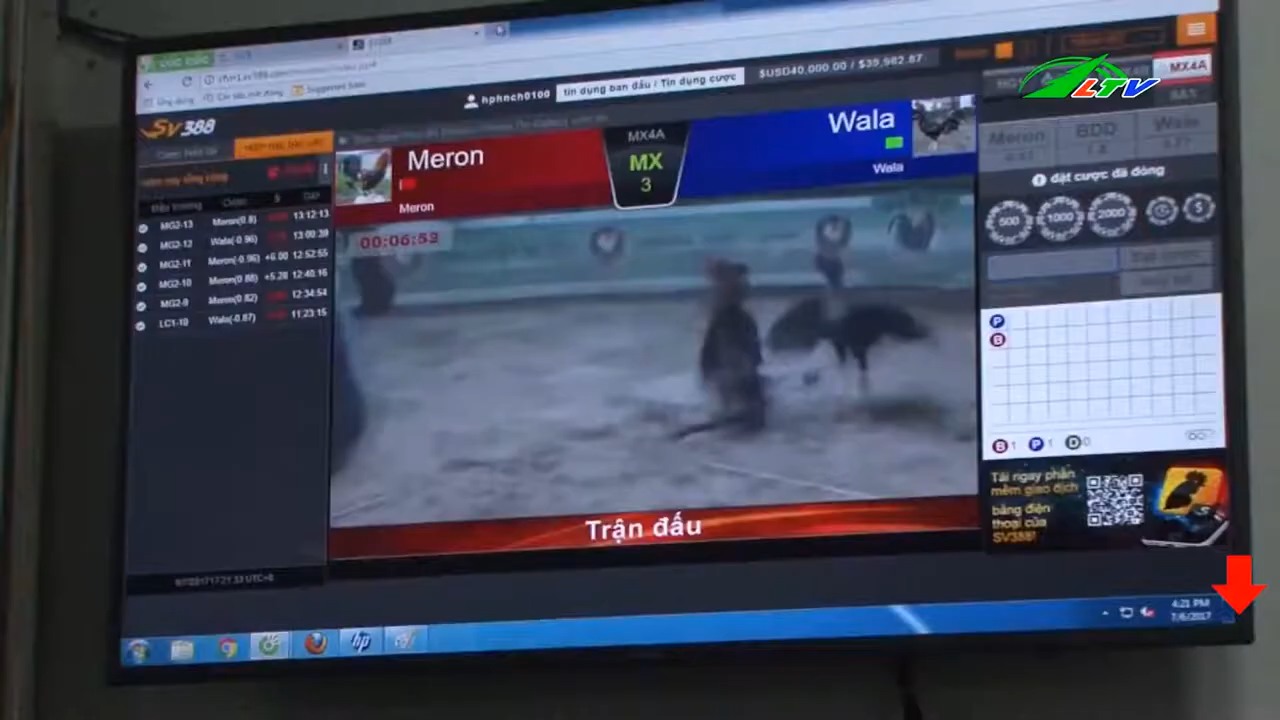 SV388
hphnch0100
tín dụng ban đầu / Tín dụng cược
$USD40,000.00 / $39,982.87
LTV
MX4A
Meron
Meron
MX4A
MX
3
Wala
Wala
Meron
BDD
Wala
đặt cược đã đóng
500
1000
2000
$
00:06:53
MG2-13 Meron(0.8) 13:12:13
MG2-12 Wala(-0.96) 13:00:39
MG2-11 Meron(-0.96) +6.00 12:52:55
MG2-10 Meron(0.88) +5.28 12:40:16
MG2-9 Meron(0.82) 12:34:54
LC1-10 Wala(-0.87) 11:23:15
P
B
B 1 P 1 D 0
Trận đấu
Tải ngay phần
mềm giao dịch
bằng điện
thoại của
SV388!
4:21 PM
7/6/2017
hp